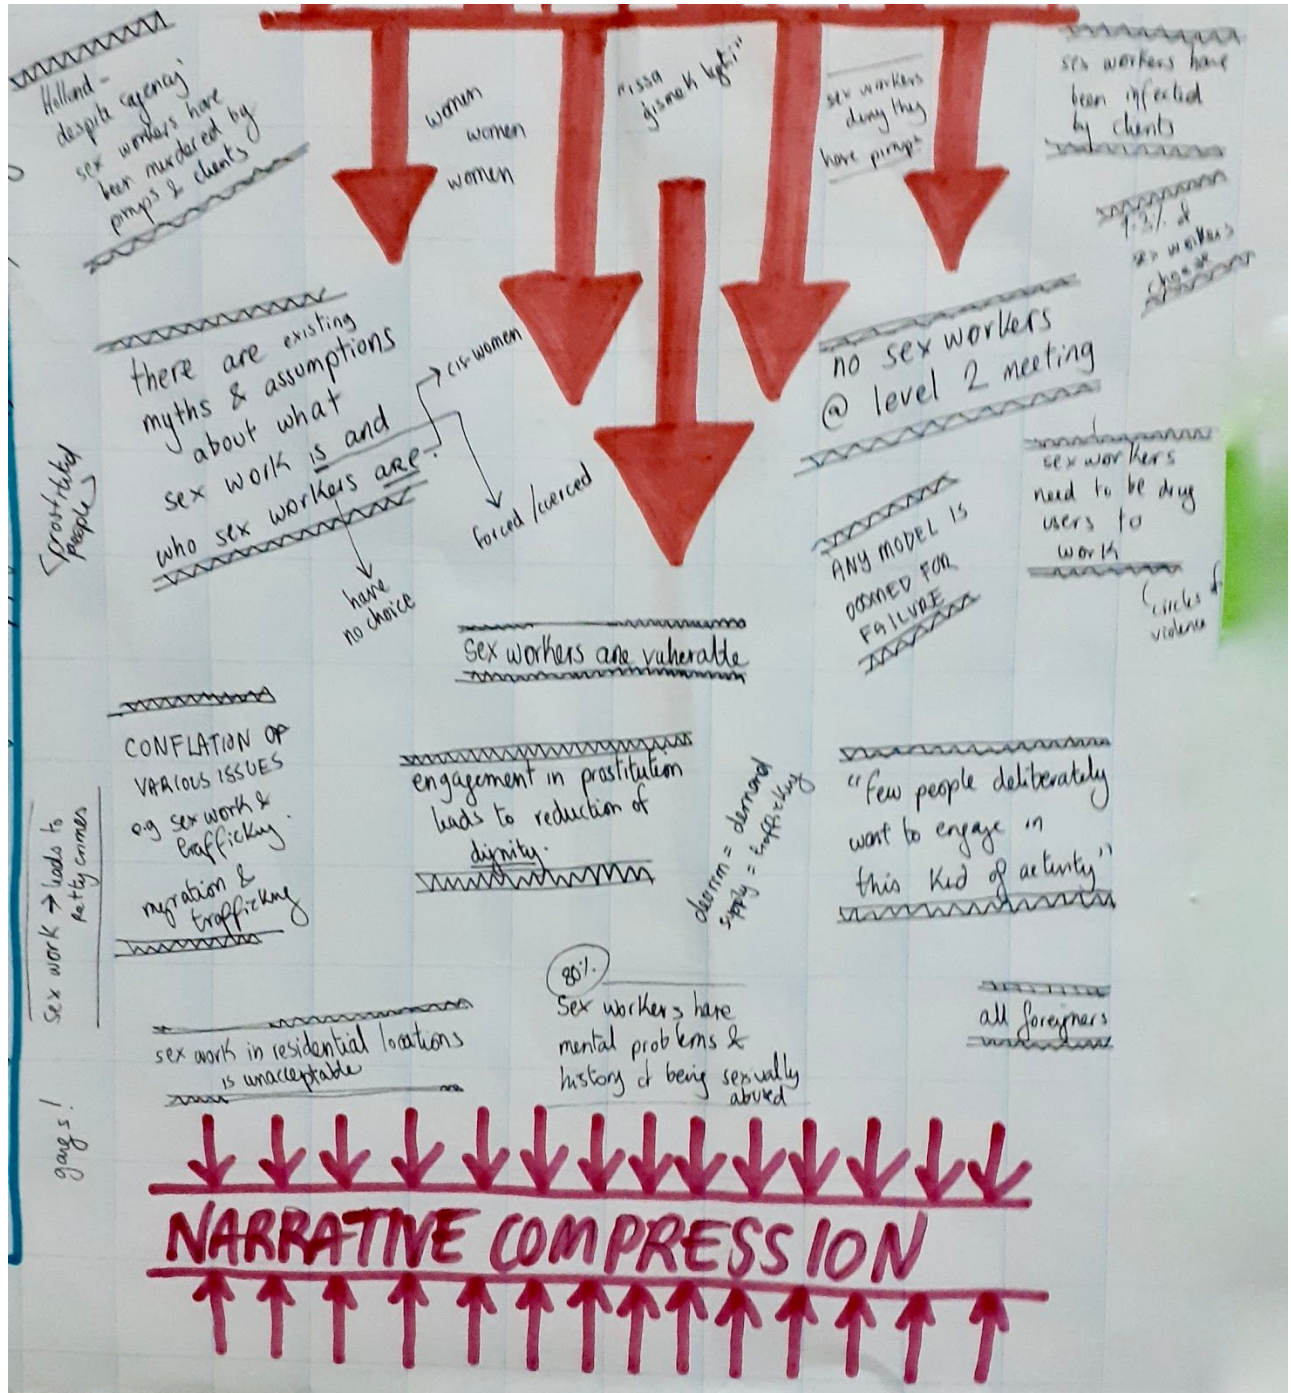 Holland -
despite 'agency'
sex workers have
been murdered by
pimps & clients
women
women
women
nissa
sex workers
deny they
have pimps
sex workers have
been infected
by clients
sex workers
choose
there are existing
myths & assumptions
about what
sex work is and
who sex workers are.
cis women
forced / coerced
have
no choice
no sex workers
@ level 2 meeting
(prostituted
people)
sex workers
need to be drug
users to
work
circles of
violence
ANY MODEL IS
DOOMED FOR
FAILURE
sex workers are vulnerable
CONFLATION OF
VARIOUS ISSUES
e.g sex work &
trafficking.
migration &
trafficking
engagement in prostitution
leads to reduction of
dignity.
decrim = demand
supply = trafficking
"few people deliberately
want to engage in
this kid of activity"
sex work → leads to
petty crimes
80%
sex workers have
mental problems &
history of being sexually
abused
all foreigners
sex work in residential locations
is unacceptable
gangs!
NARRATIVE COMPRESSION